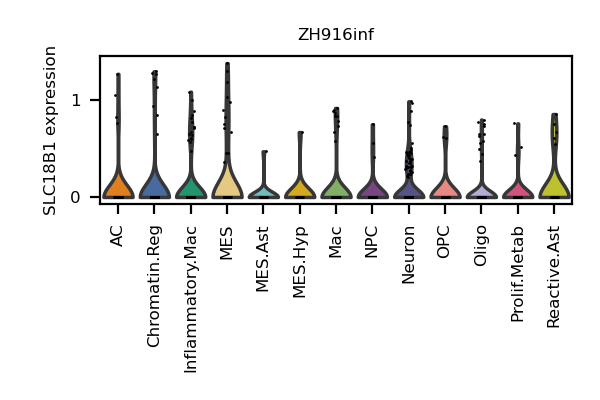 ZH916inf
SLC18B1 expression
1
0
AC
Chromatin.Reg
Inflammatory.Mac
MES
MES.Ast
MES.Hyp
Mac
NPC
Neuron
OPC
Oligo
Prolif.Metab
Reactive.Ast